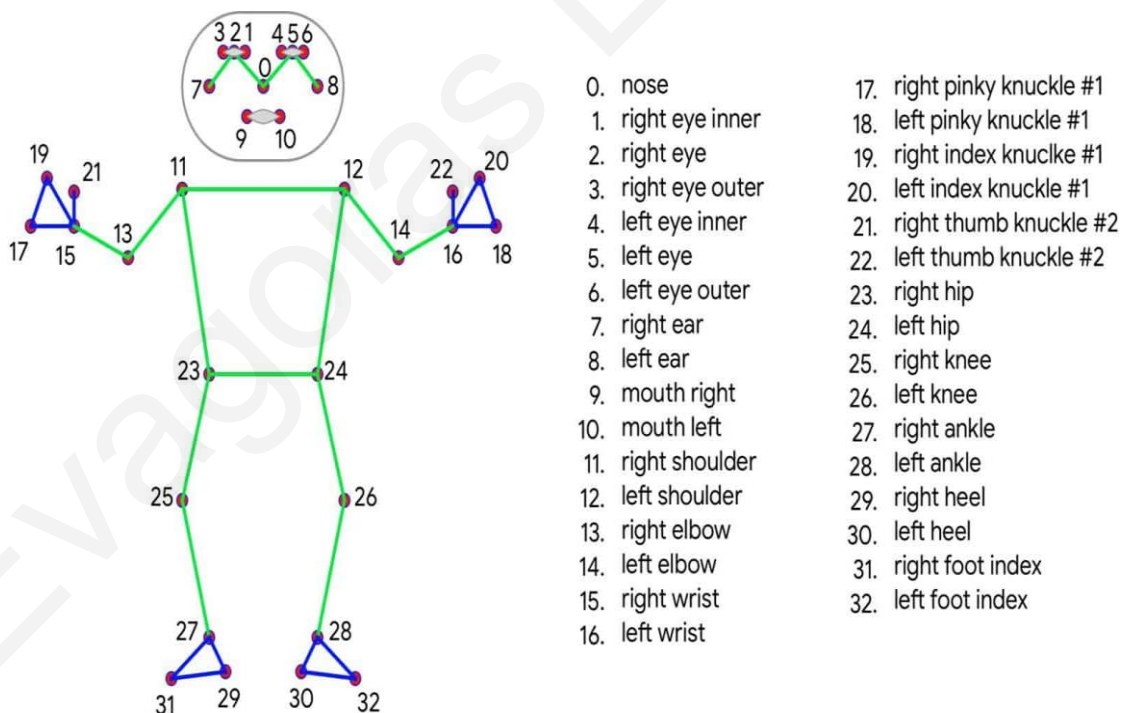 3 2 1 4 5 6
0
7 8
9 10
19 21 11 12 22 20
17 15 13 14 16 18
23 24
25 26
27 28
31 29 30 32
0. nose
1. right eye inner
2. right eye
3. right eye outer
4. left eye inner
5. left eye
6. left eye outer
7. right ear
8. left ear
9. mouth right
10. mouth left
11. right shoulder
12. left shoulder
13. right elbow
14. left elbow
15. right wrist
16. left wrist
17. right pinky knuckle #1
18. left pinky knuckle #1
19. right index knuclke #1
20. left index knuckle #1
21. right thumb knuckle #2
22. left thumb knuckle #2
23. right hip
24. left hip
25. right knee
26. left knee
27. right ankle
28. left ankle
29. right heel
30. left heel
31. right foot index
32. left foot index
Evagoras